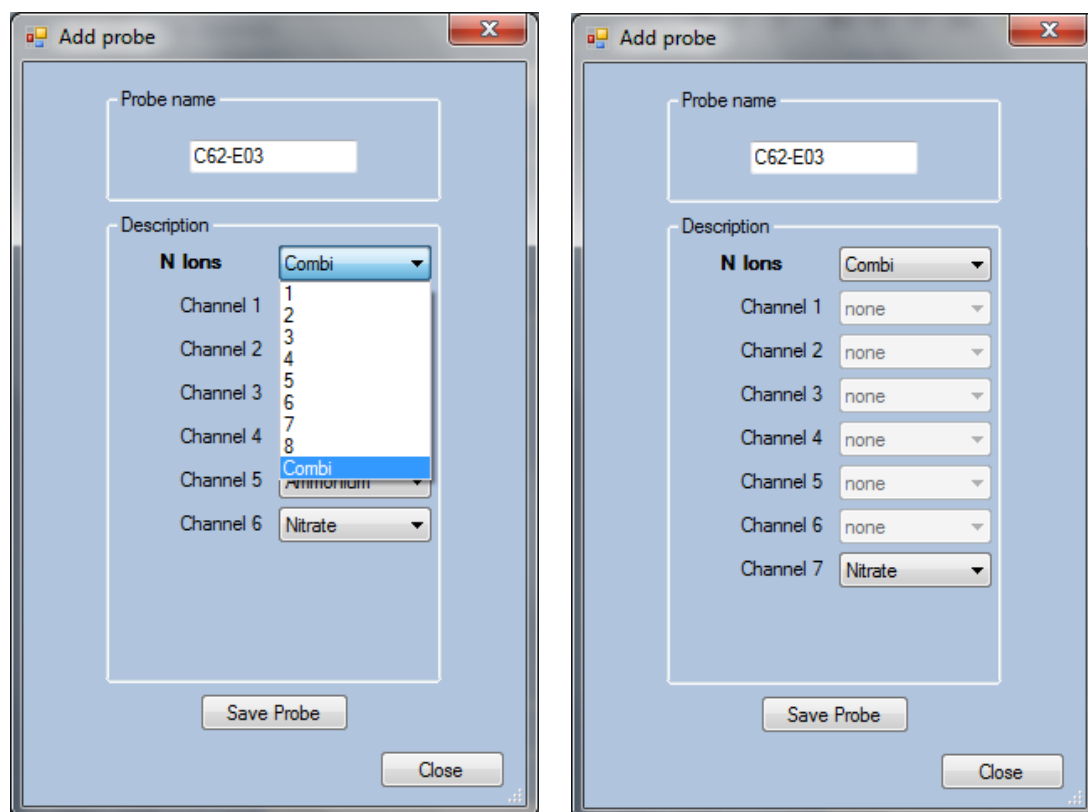 Add probe
Probe name
C62-E03
Description
N Ions Combi
1
Channel 1
2
3
Channel 2
4
5
Channel 3
6
7
Channel 4
8
Combi
Channel 5 Ammonium
Channel 6 Nitrate
Save Probe
Close
Add probe
Probe name
C62-E03
Description
N Ions Combi
Channel 1 none
Channel 2 none
Channel 3 none
Channel 4 none
Channel 5 none
Channel 6 none
Channel 7 Nitrate
Save Probe
Close